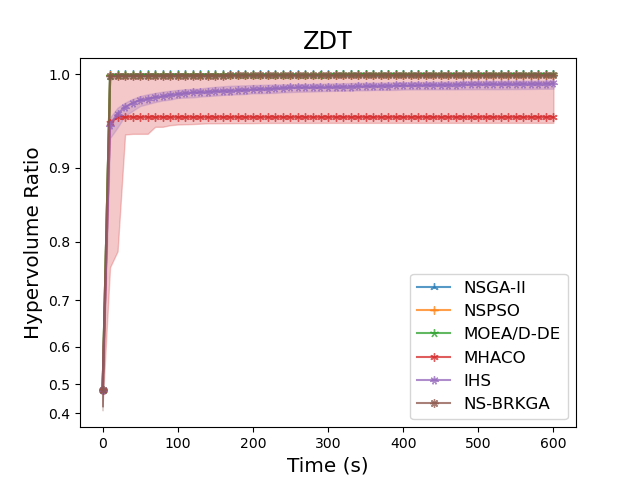 ZDT
Hypervolume Ratio
1.0
0.9
0.8
0.7
0.6
0.5
0.4
0
100
200
300
400
500
600
Time (s)
NSGA-II
NSPSO
MOEA/D-DE
MHACO
IHS
NS-BRKGA